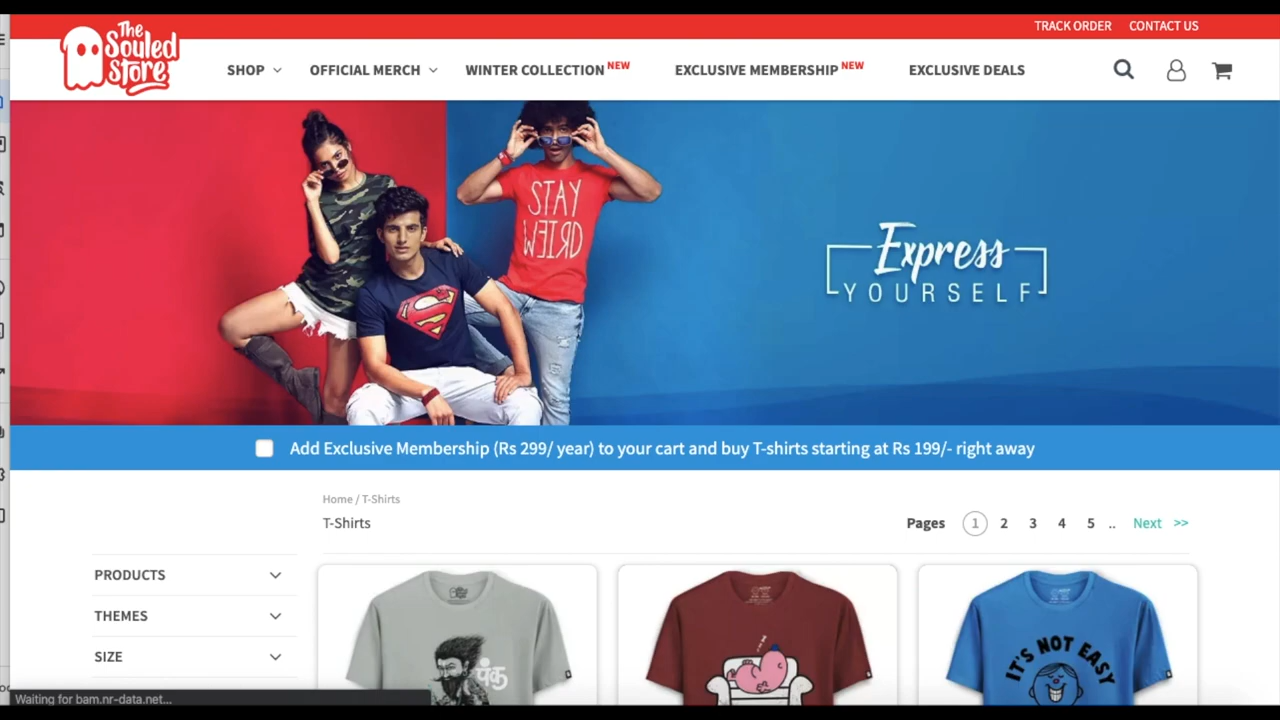 TRACK ORDER CONTACT US
The
Souled
Store
SHOP OFFICIAL MERCH WINTER COLLECTION NEW EXCLUSIVE MEMBERSHIP NEW EXCLUSIVE DEALS
STAY
WEIRD
Express
YOURSELF
Add Exclusive Membership (Rs 299/ year) to your cart and buy T-shirts starting at Rs 199/- right away
Home / T-Shirts
T-Shirts
Pages 1 2 3 4 5 .. Next >>
PRODUCTS
THEMES
SIZE
पंक
IT'S NOT EASY
Waiting for bam.nr-data.net...